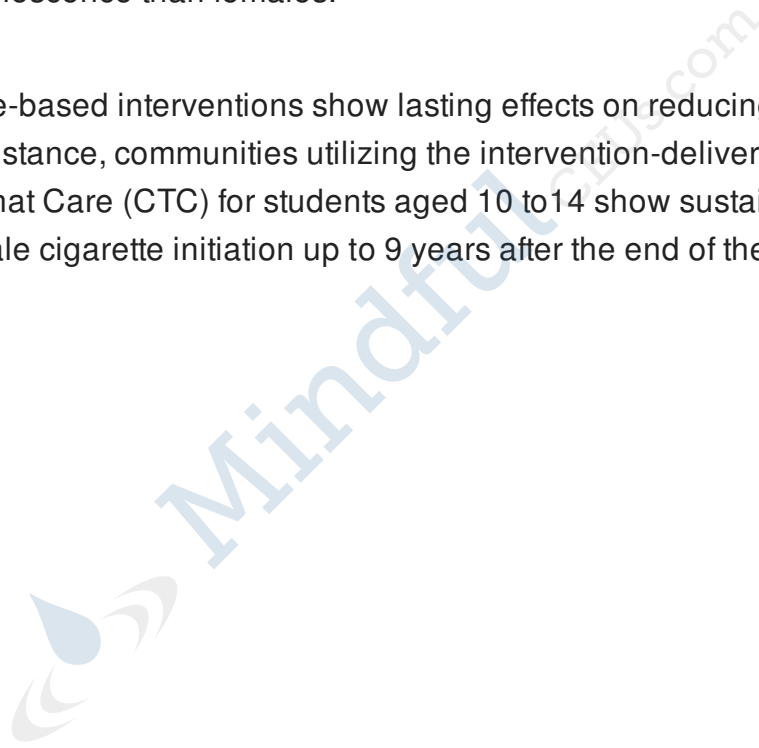 than females.
e-based interventions show lasting effects on reducing
stance, communities utilizing the intervention-deliver
hat Care (CTC) for students aged 10 to14 show sustai
ale cigarette initiation up to 9 years after the end of the
Mindful CEUs.com